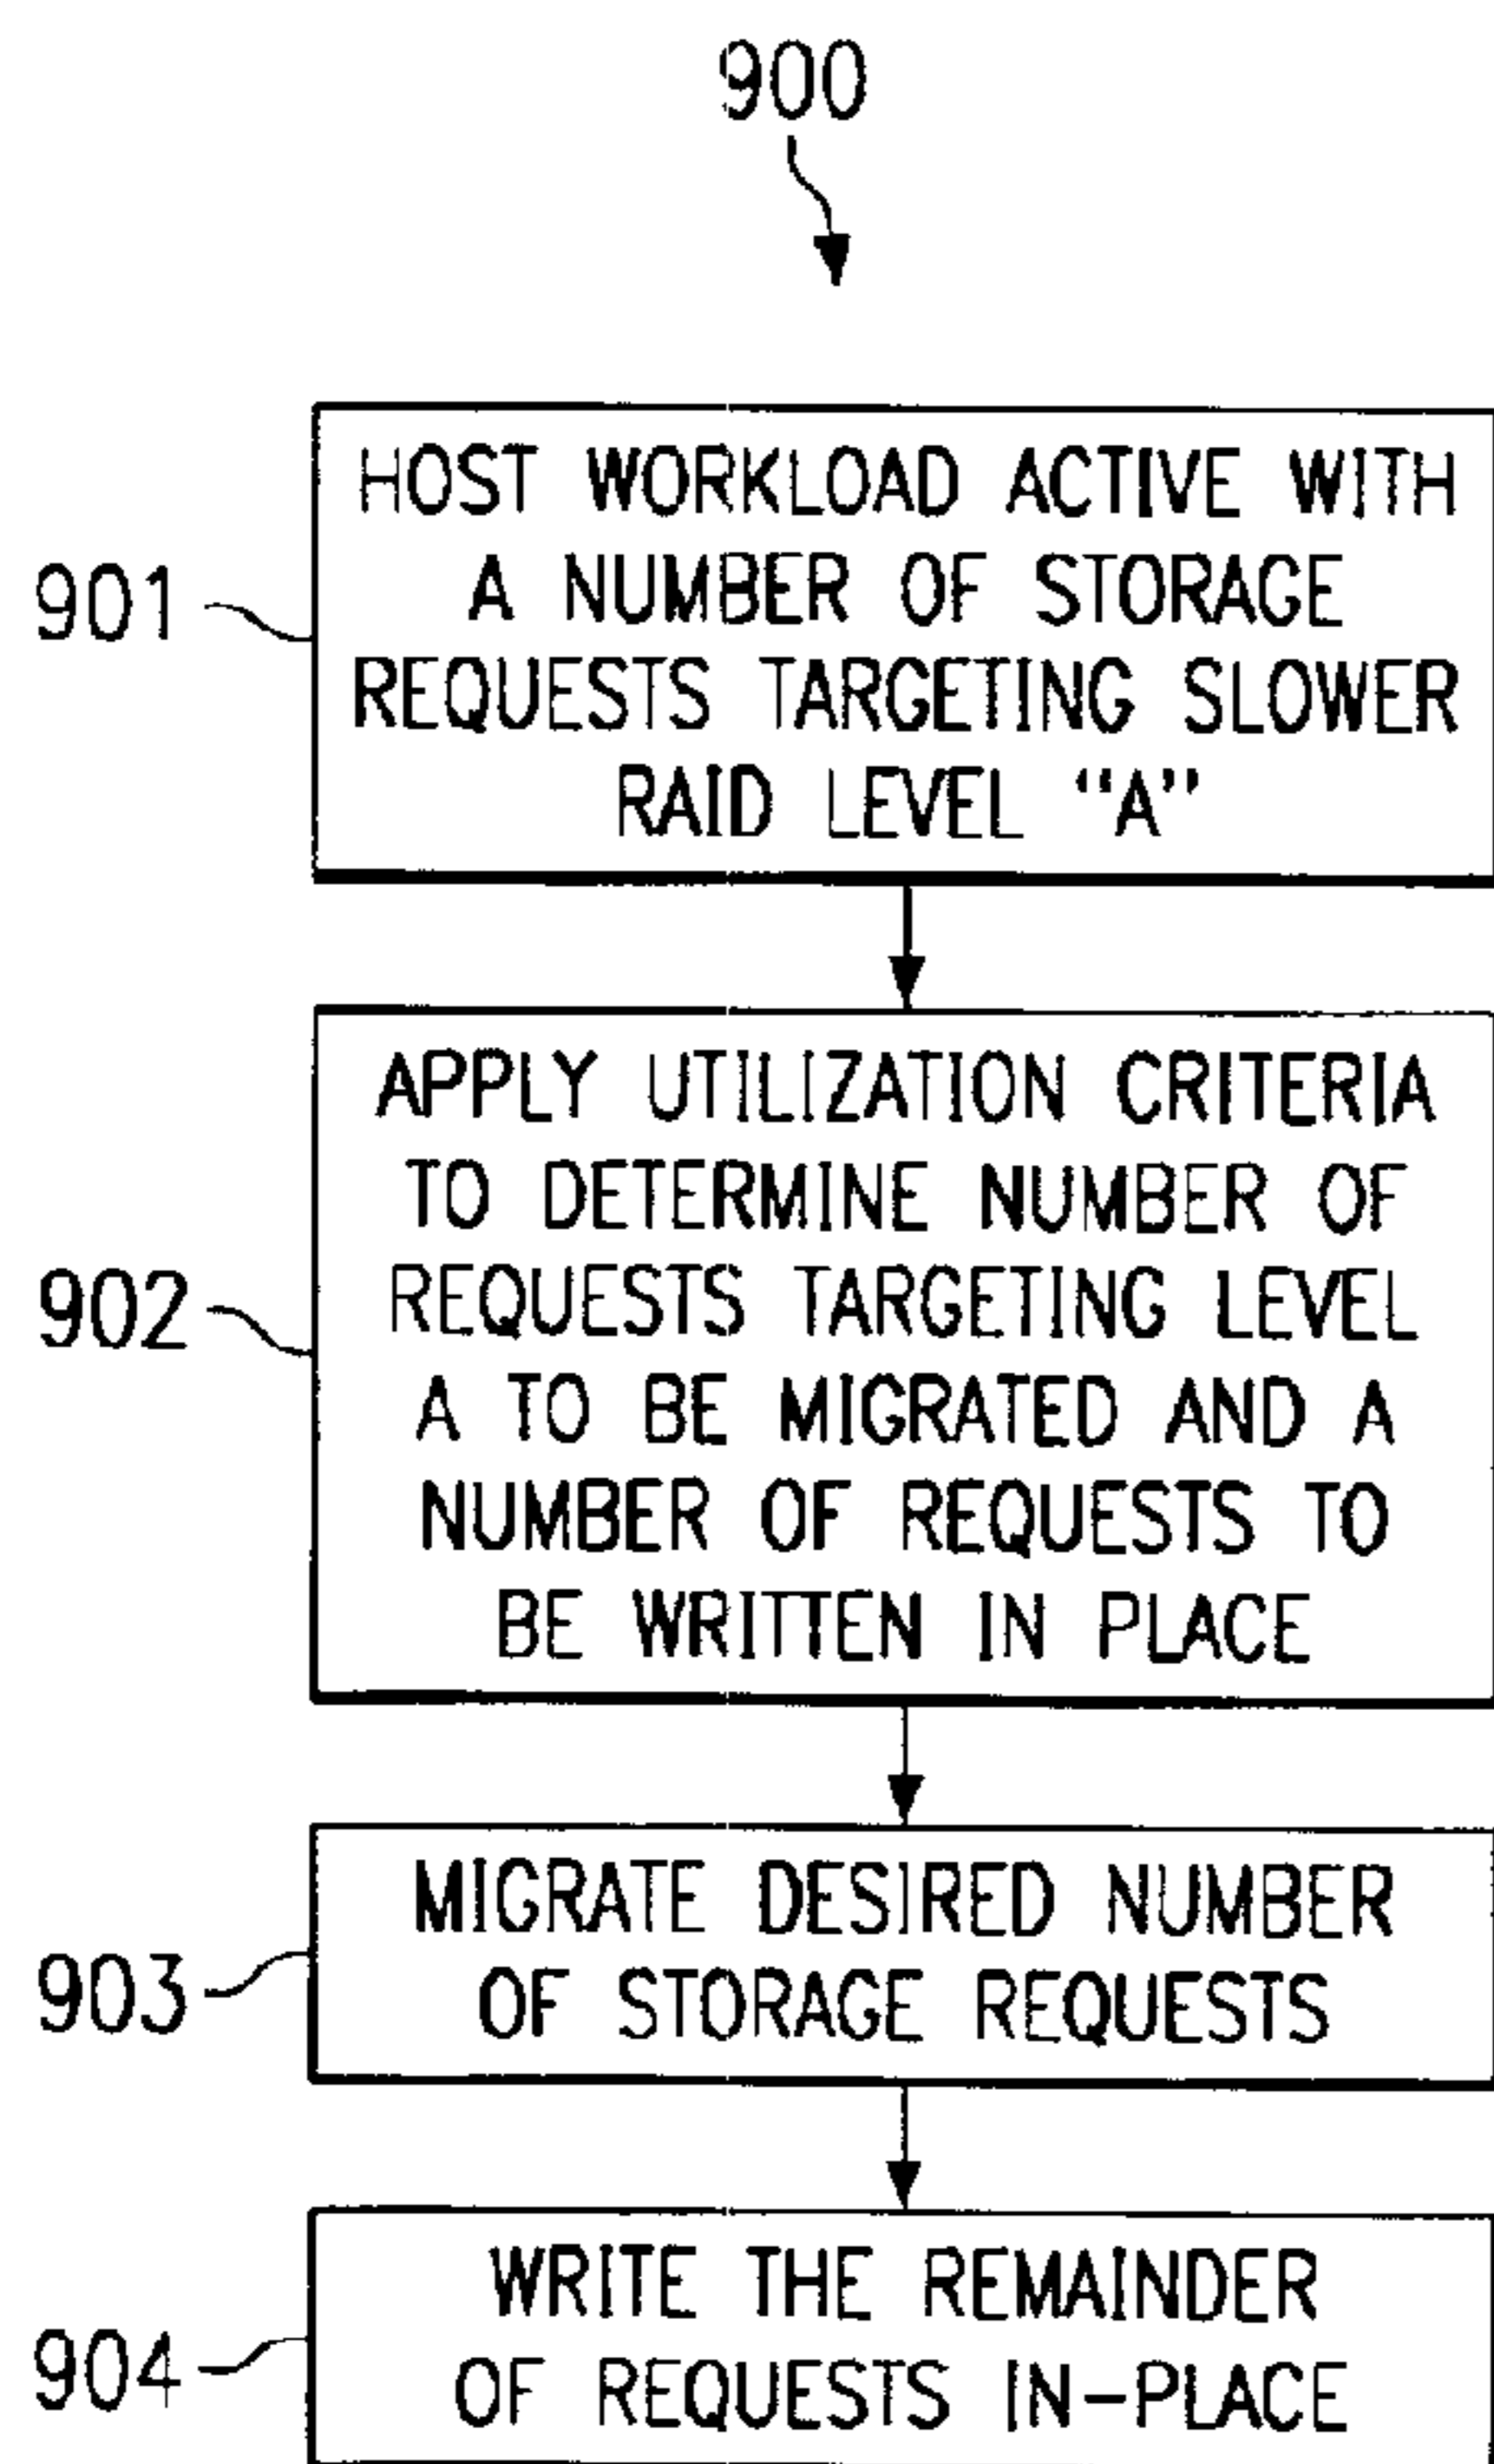 900
901
HOST WORKLOAD ACTIVE WITH
A NUMBER OF STORAGE
REQUESTS TARGETING SLOWER
RAID LEVEL “A”
902
APPLY UTILIZATION CRITERIA
TO DETERMINE NUMBER OF
REQUESTS TARGETING LEVEL
A TO BE MIGRATED AND A
NUMBER OF REQUESTS TO
BE WRITTEN IN PLACE
903
MIGRATE DESIRED NUMBER
OF STORAGE REQUESTS
904
WRITE THE REMAINDER
OF REQUESTS IN-PLACE